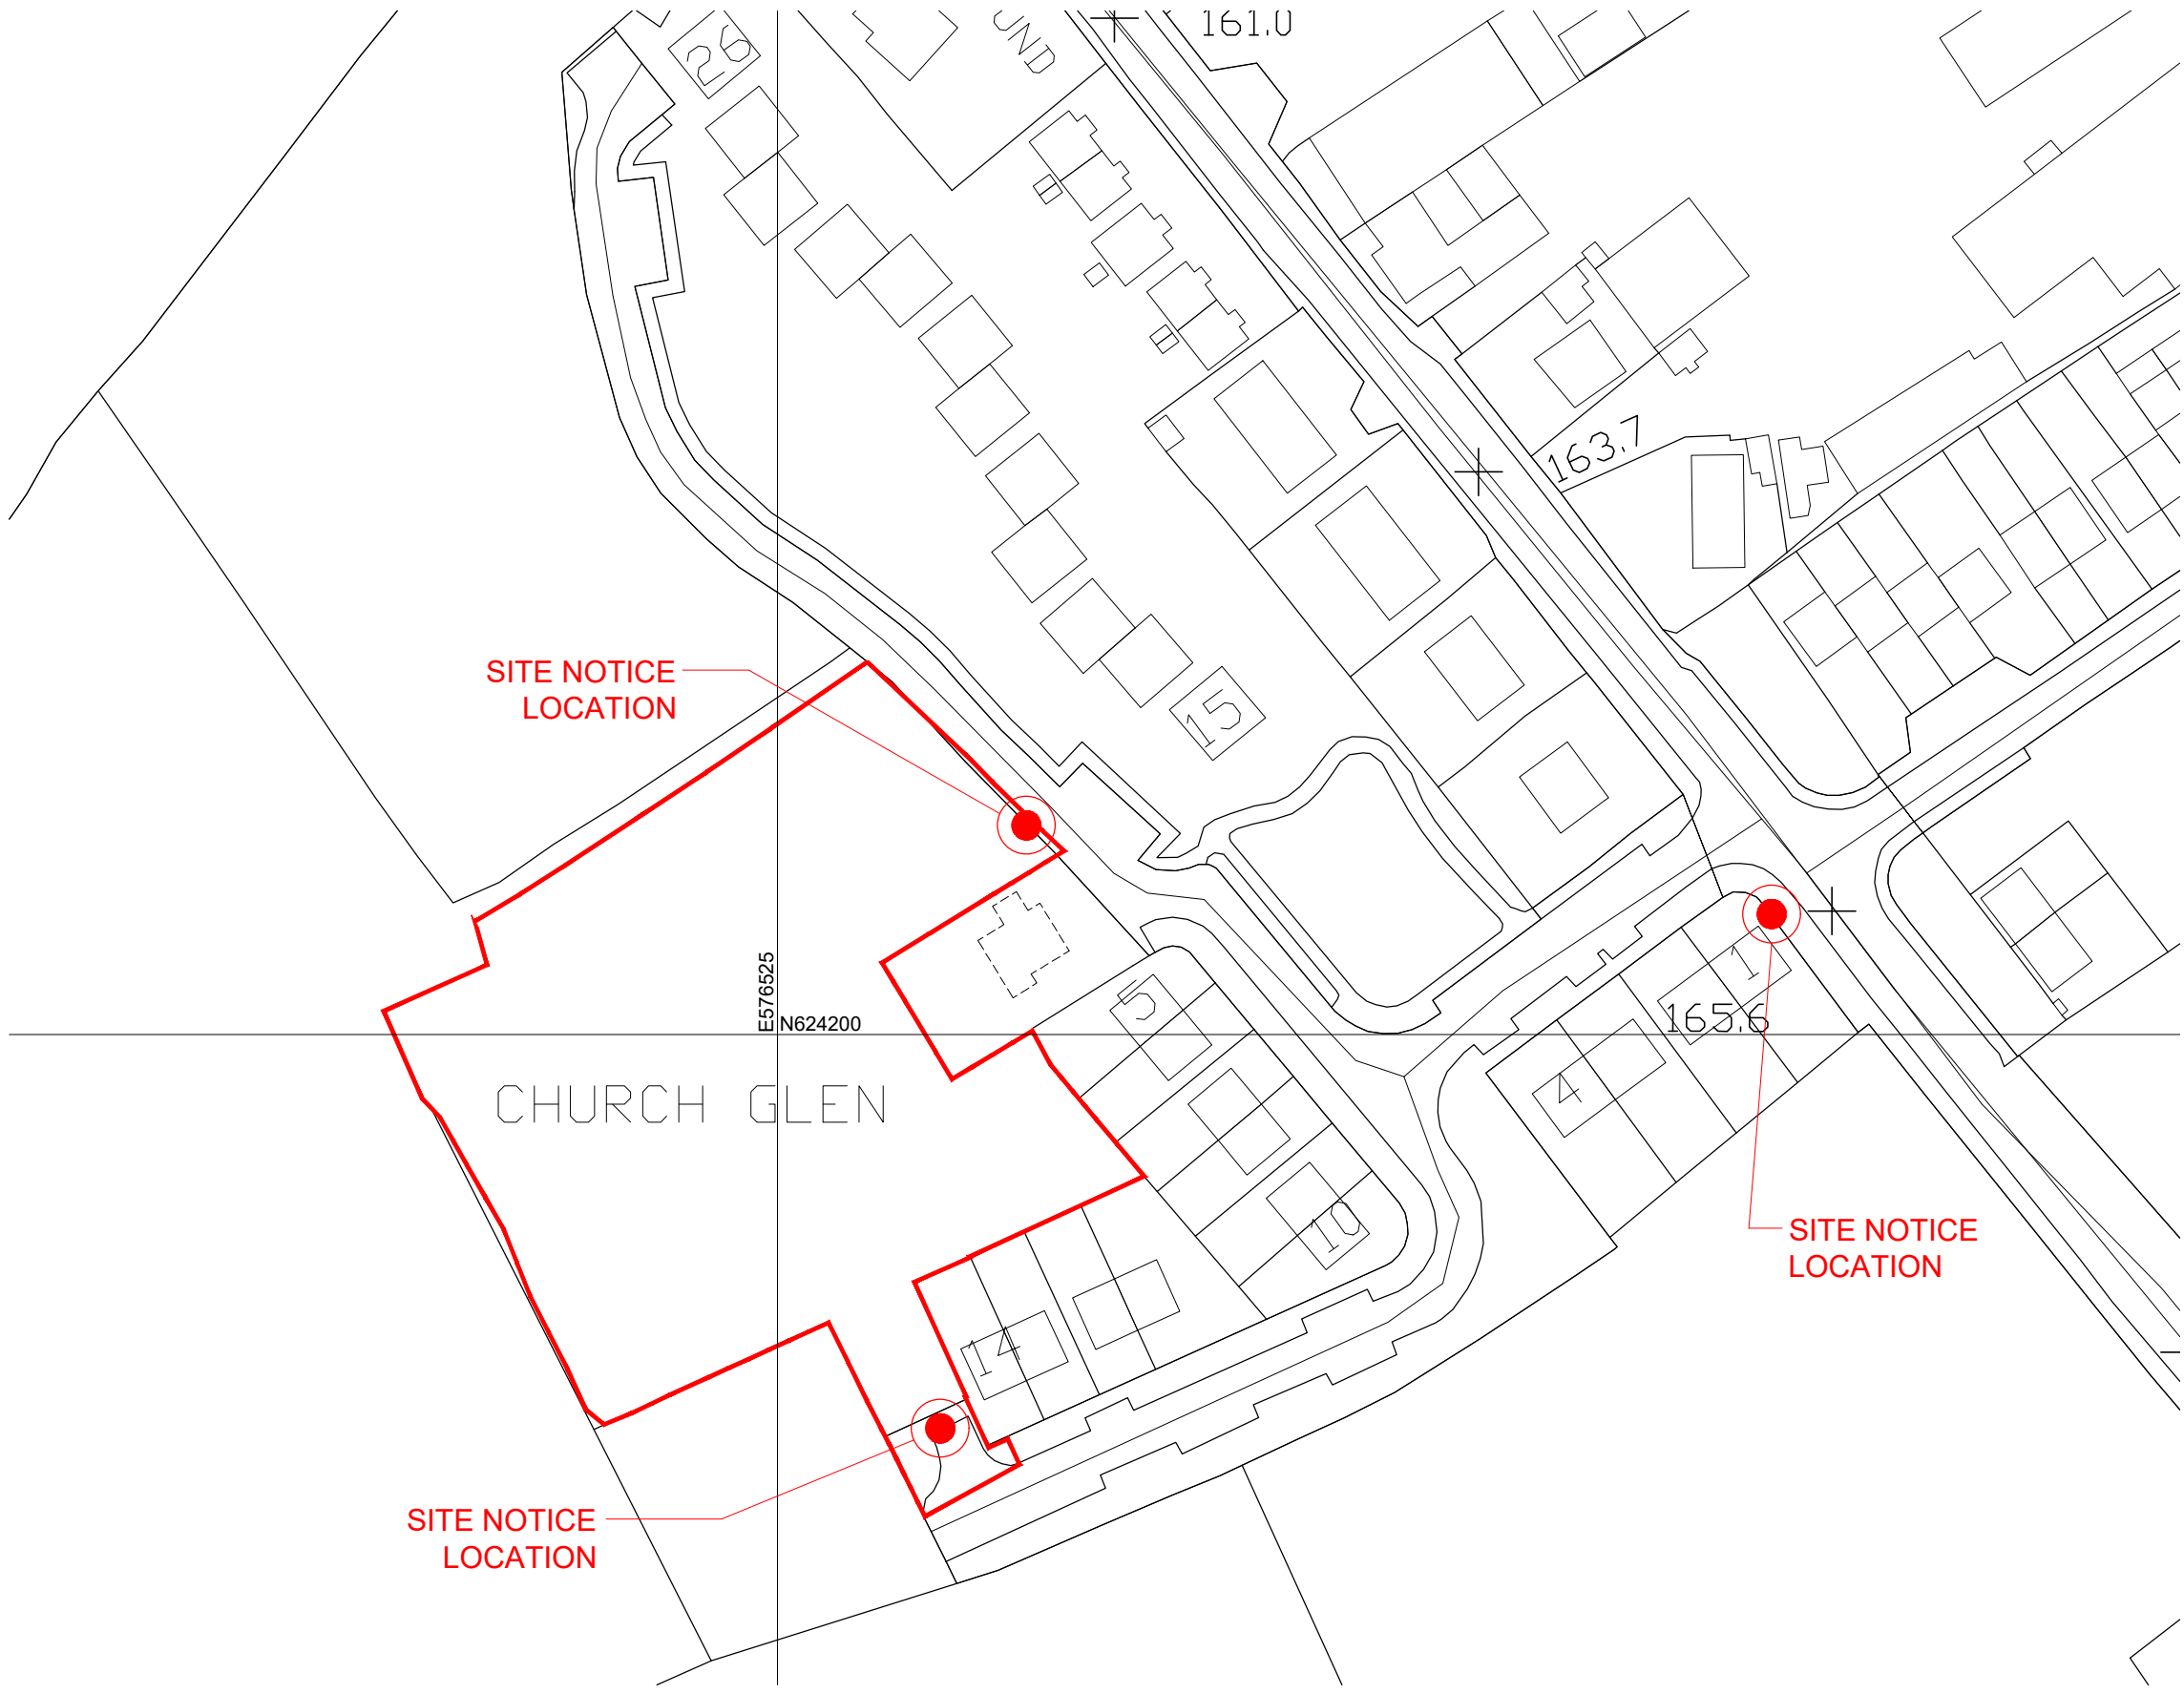 161.0
26
163.7
SITE NOTICE
LOCATION
15
E576525
N624200
5
1
165.6
4
CHURCH GLEN
10
SITE NOTICE
LOCATION
14
SITE NOTICE
LOCATION